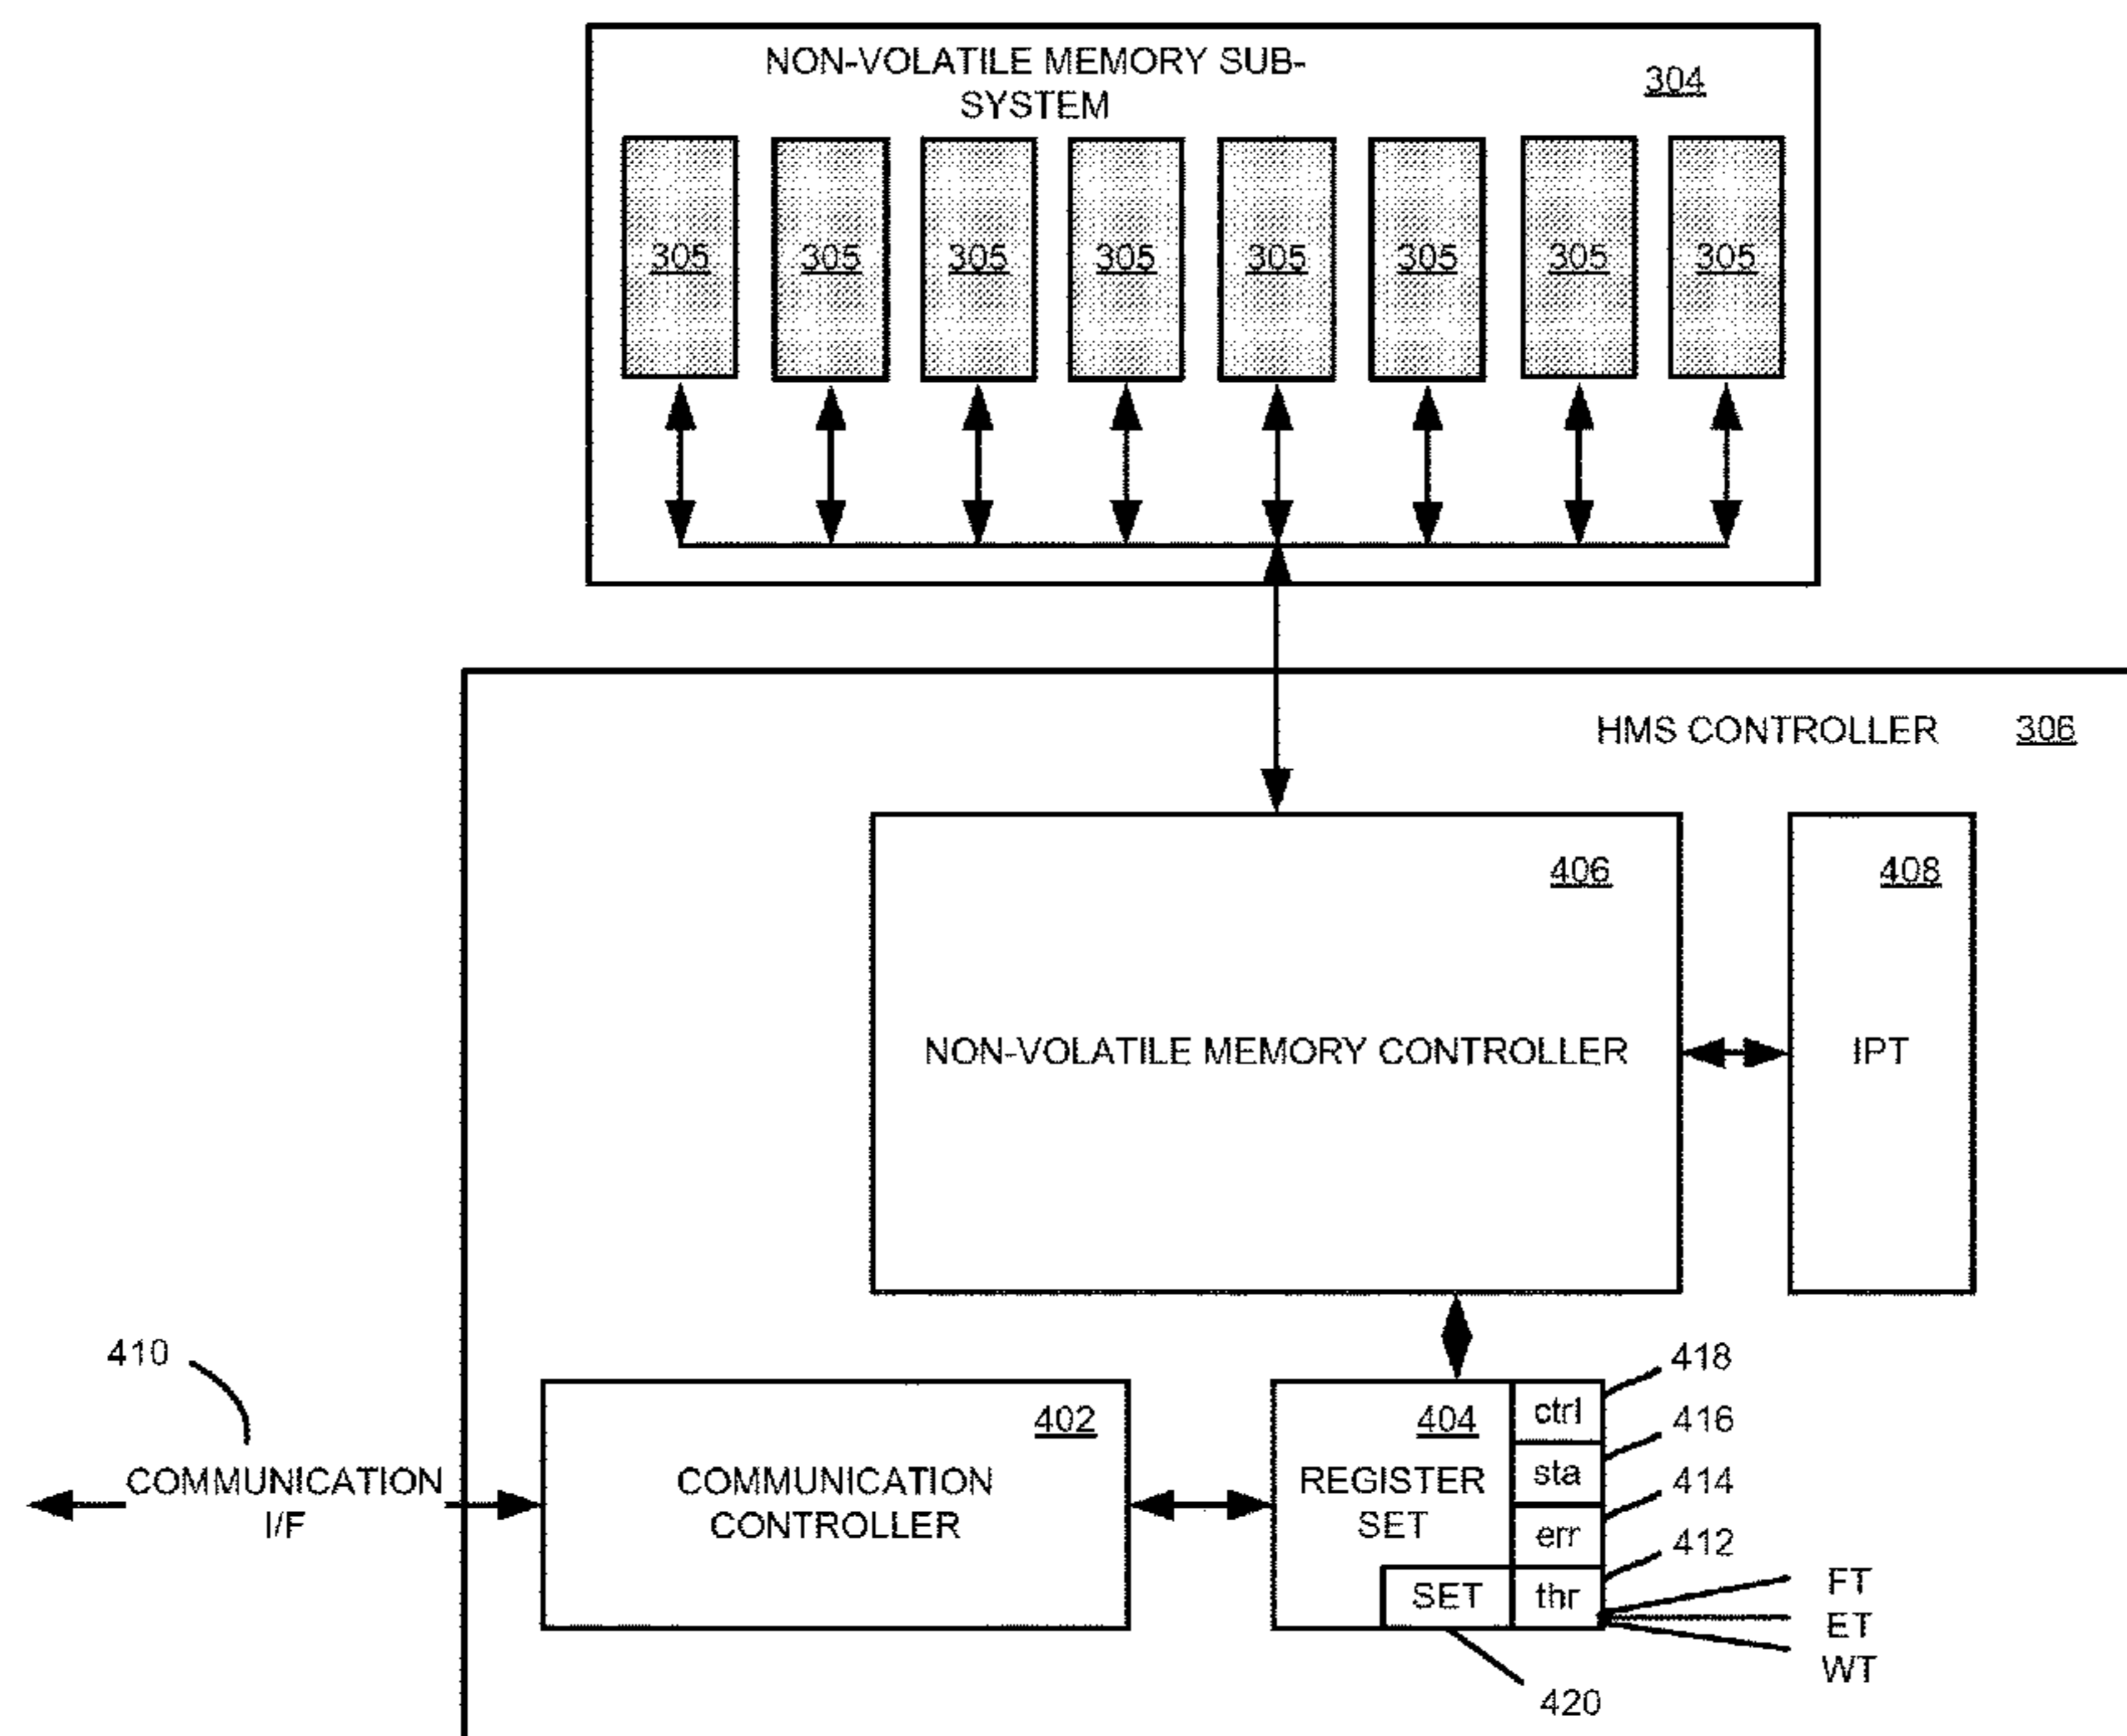 NON-VOLATILE MEMORY SUB-
SYSTEM
304
305 305 305 305 305 305 305 305
HMS CONTROLLER 306
406
408
NON-VOLATILE MEMORY CONTROLLER
IPT
410
COMMUNICATION
I/F
402
COMMUNICATION
CONTROLLER
404
REGISTER
SET
ctrl
418
sta
416
err
414
SET
thr
412
FT
ET
WT
420